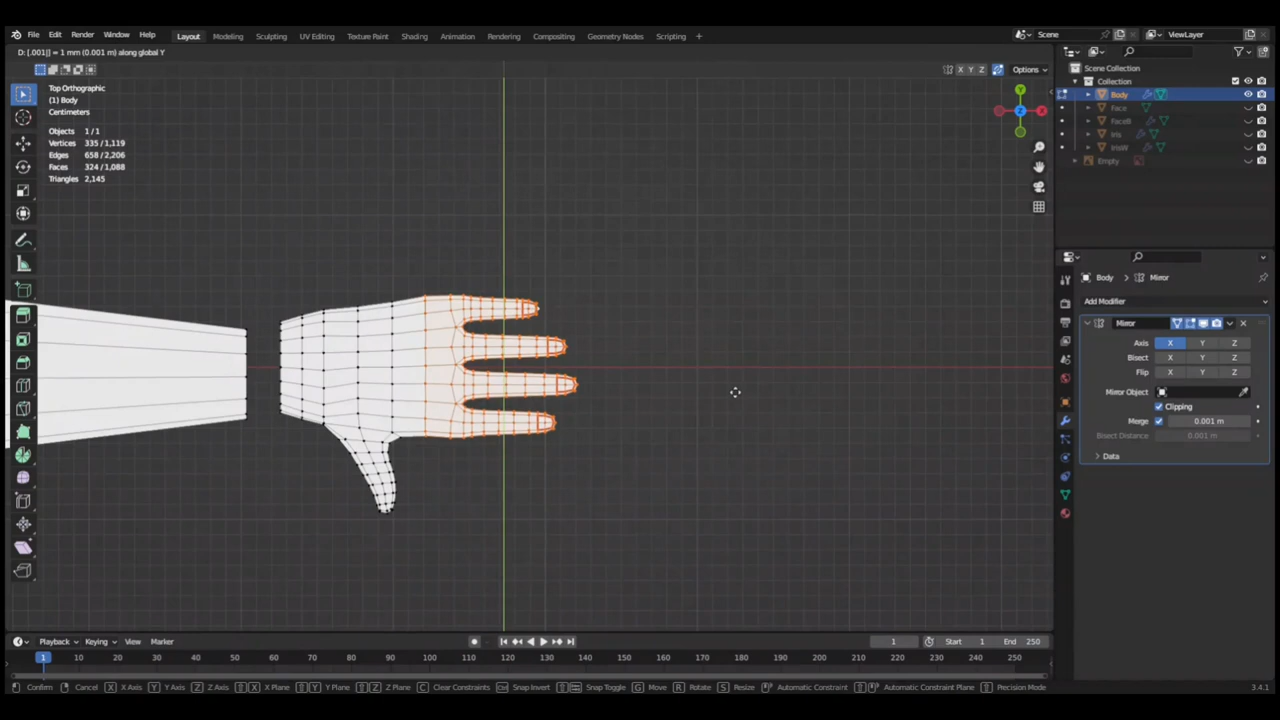 File Edit Render Window Help Layout Modeling Sculpting UV Editing Texture Paint Shading Animation Rendering Compositing Geometry Nodes Scripting Scene ViewLayer
D: [.001|] = 1 mm (0.001 m) along global Y
X Y Z Options
Top Orthographic
(1) Body
Centimeters
Objects 1/1
Vertices 335/1,119
Edges 658/2,206
Faces 324/1,088
Triangles 2,145
Z X
Scene Collection
Collection
Body
Face
Iris
IrisW
Empty
Body Mirror
Add Modifier
Mirror
Axis X Y Z
Bisect X Y Z
Flip X Y Z
Mirror Object
Clipping
Merge 0.001 m
Bisect Distance 0.001 m
Data
Playback Keying View Marker 1 Start 1 End 250
1 10 20 30 40 50 60 70 80 90 100 110 120 130 140 150 160 170 180 190 200 210 220 230 240 250
Confirm Cancel X X Axis Y Y Axis Z Z Axis X X Plane Y Y Plane Z Z Plane C Clear Constraints Snap Invert Snap Toggle G Move R Rotate S Resize Automatic Constraint Automatic Constraint Plane Precision Mode 3.4.1